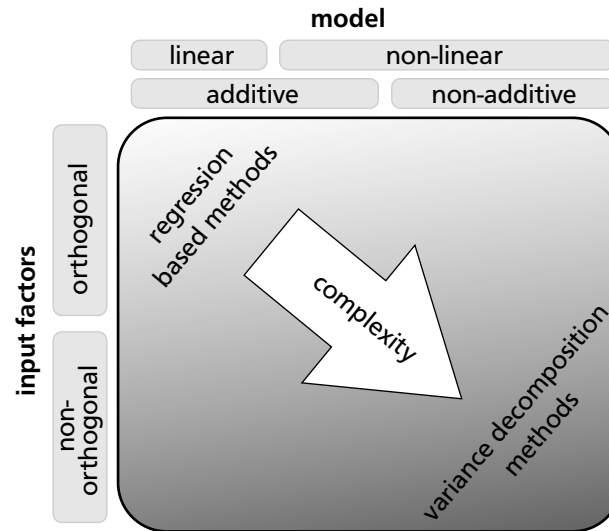 model
linear
non-linear
additive
non-additive
input factors
orthogonal
non-
orthogonal
regression
based methods
complexity
variance decomposition
methods